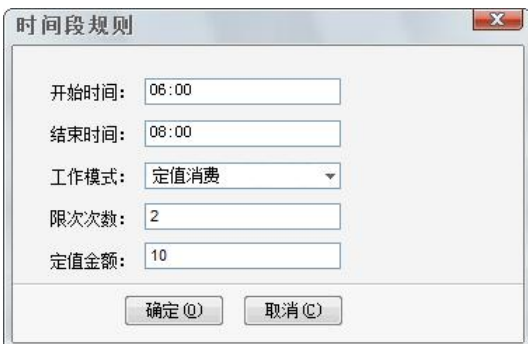 时间段规则
开始时间： 06:00
结束时间： 08:00
工作模式： 定值消费
限次次数： 2
定值金额： 10
确定(O) 取消(C)